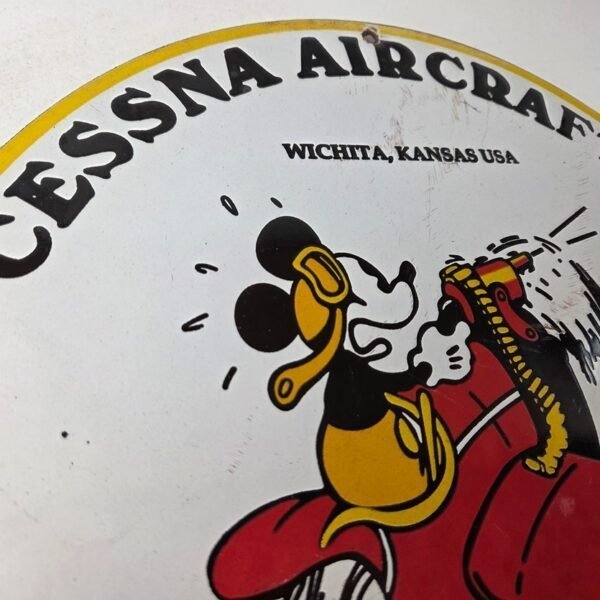 CESSNA AIRCRAF
WICHITA, KANSAS USA